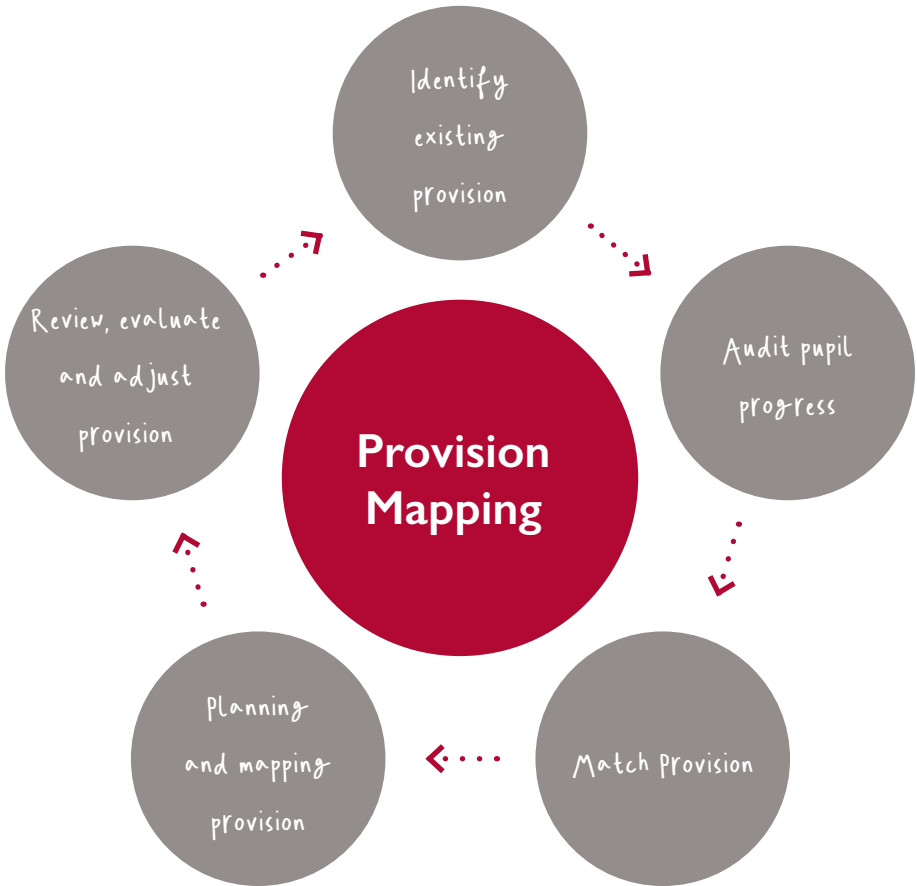 Identify
existing
provision
Audit pupil
progress
Match Provision
Planning
and mapping
provision
Review, evaluate
and adjust
provision
Provision
Mapping